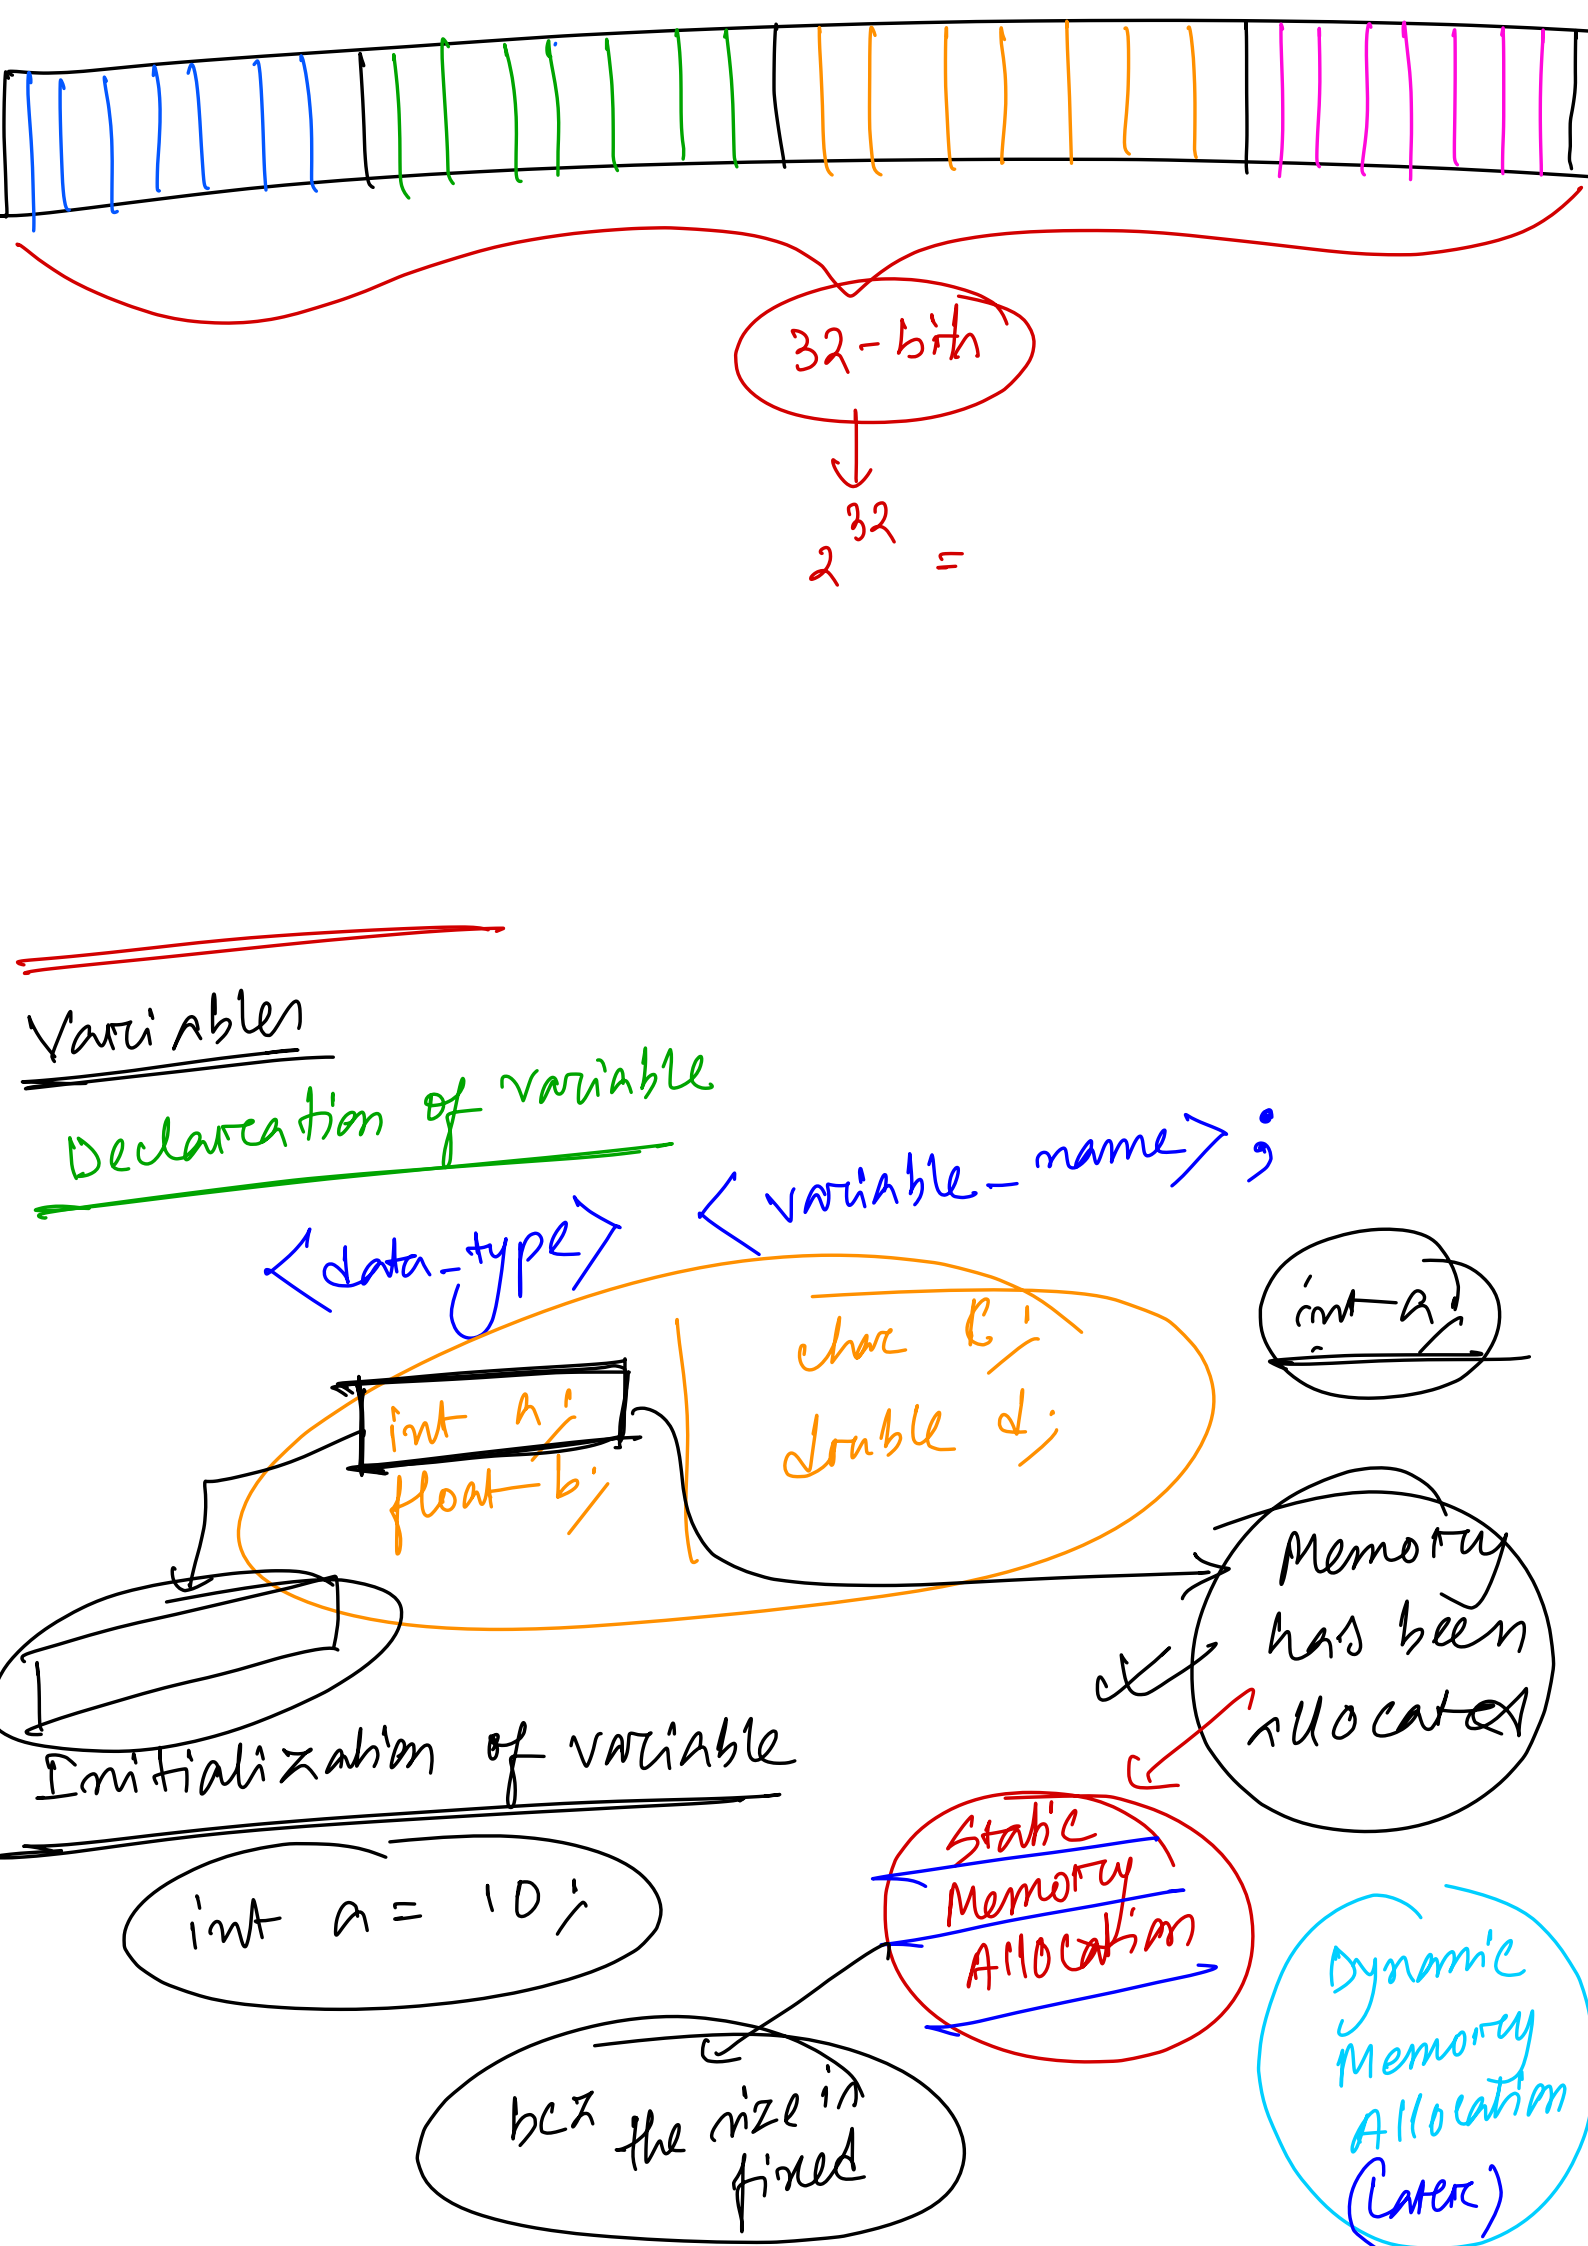 32-bits
2^32 =
Variables
Declaration of variable
<data_type> <variable_name>;
int a;
char c;
int a;
double d;
float b;
Memory
has been
allocated
Initialization of variable
int a = 10;
Static
Memory
Allocation
Dynamic
Memory
Allocation
(Later)
bcz the size is
fixed